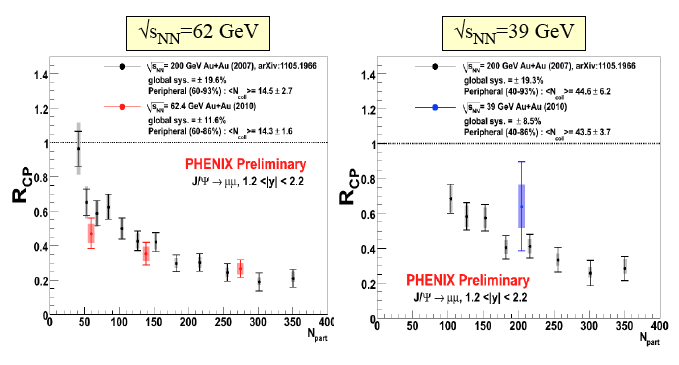 √sNN=62 GeV
√sNN=39 GeV
√sNN= 200 GeV Au+Au (2007), arXiv:1105.1966
global sys. = ± 19.6%
Peripheral (60-93%) : <Ncoll>= 14.5 ± 2.7
√sNN= 62.4 GeV Au+Au (2010)
global sys. = ± 11.6%
Peripheral (60-86%) : <Ncoll>= 14.3 ± 1.6
PHENIX Preliminary
J/Ψ → μμ, 1.2 <|y| < 2.2
RCP
1.4
1.2
1
0.8
0.6
0.4
0.2
0
0 50 100 150 200 250 300 350 400
Npart
√sNN= 200 GeV Au+Au (2007), arXiv:1105.1966
global sys. = ± 19.3%
Peripheral (40-93%) : <Ncoll>= 44.6 ± 6.2
√sNN= 39 GeV Au+Au (2010)
global sys. = ± 8.5%
Peripheral (40-86%) : <Ncoll>= 43.5 ± 3.7
PHENIX Preliminary
J/Ψ → μμ, 1.2 <|y| < 2.2
RCP
1.4
1.2
1
0.8
0.6
0.4
0.2
0
0 50 100 150 200 250 300 350 400
Npart